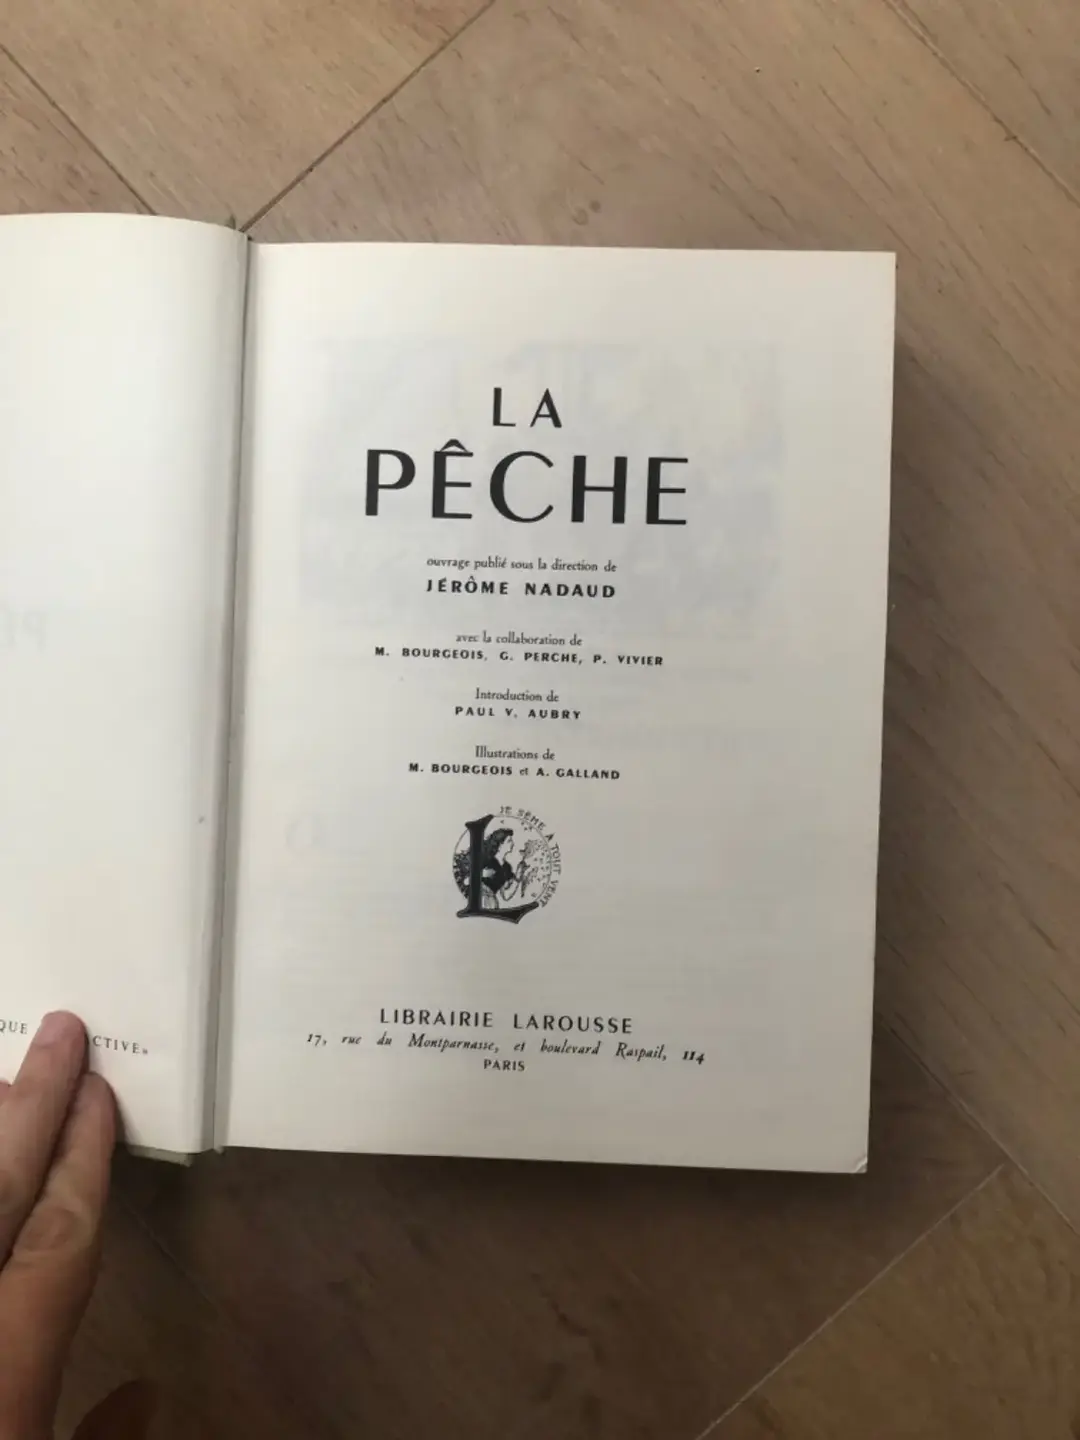 LA
PÊCHE
ouvrage publié sous la direction de
JÉRÔME NADAUD
avec la collaboration de
M. BOURGEOIS, G. PERCHE, P. VIVIER
Introduction de
PAUL V. AUBRY
Illustrations de
M. BOURGEOIS et A. GALLAND
JE SÈME À TOUT VENT
L
LIBRAIRIE LAROUSSE
17, rue du Montparnasse, et boulevard Raspail, 114
PARIS
QUE CTIVE»